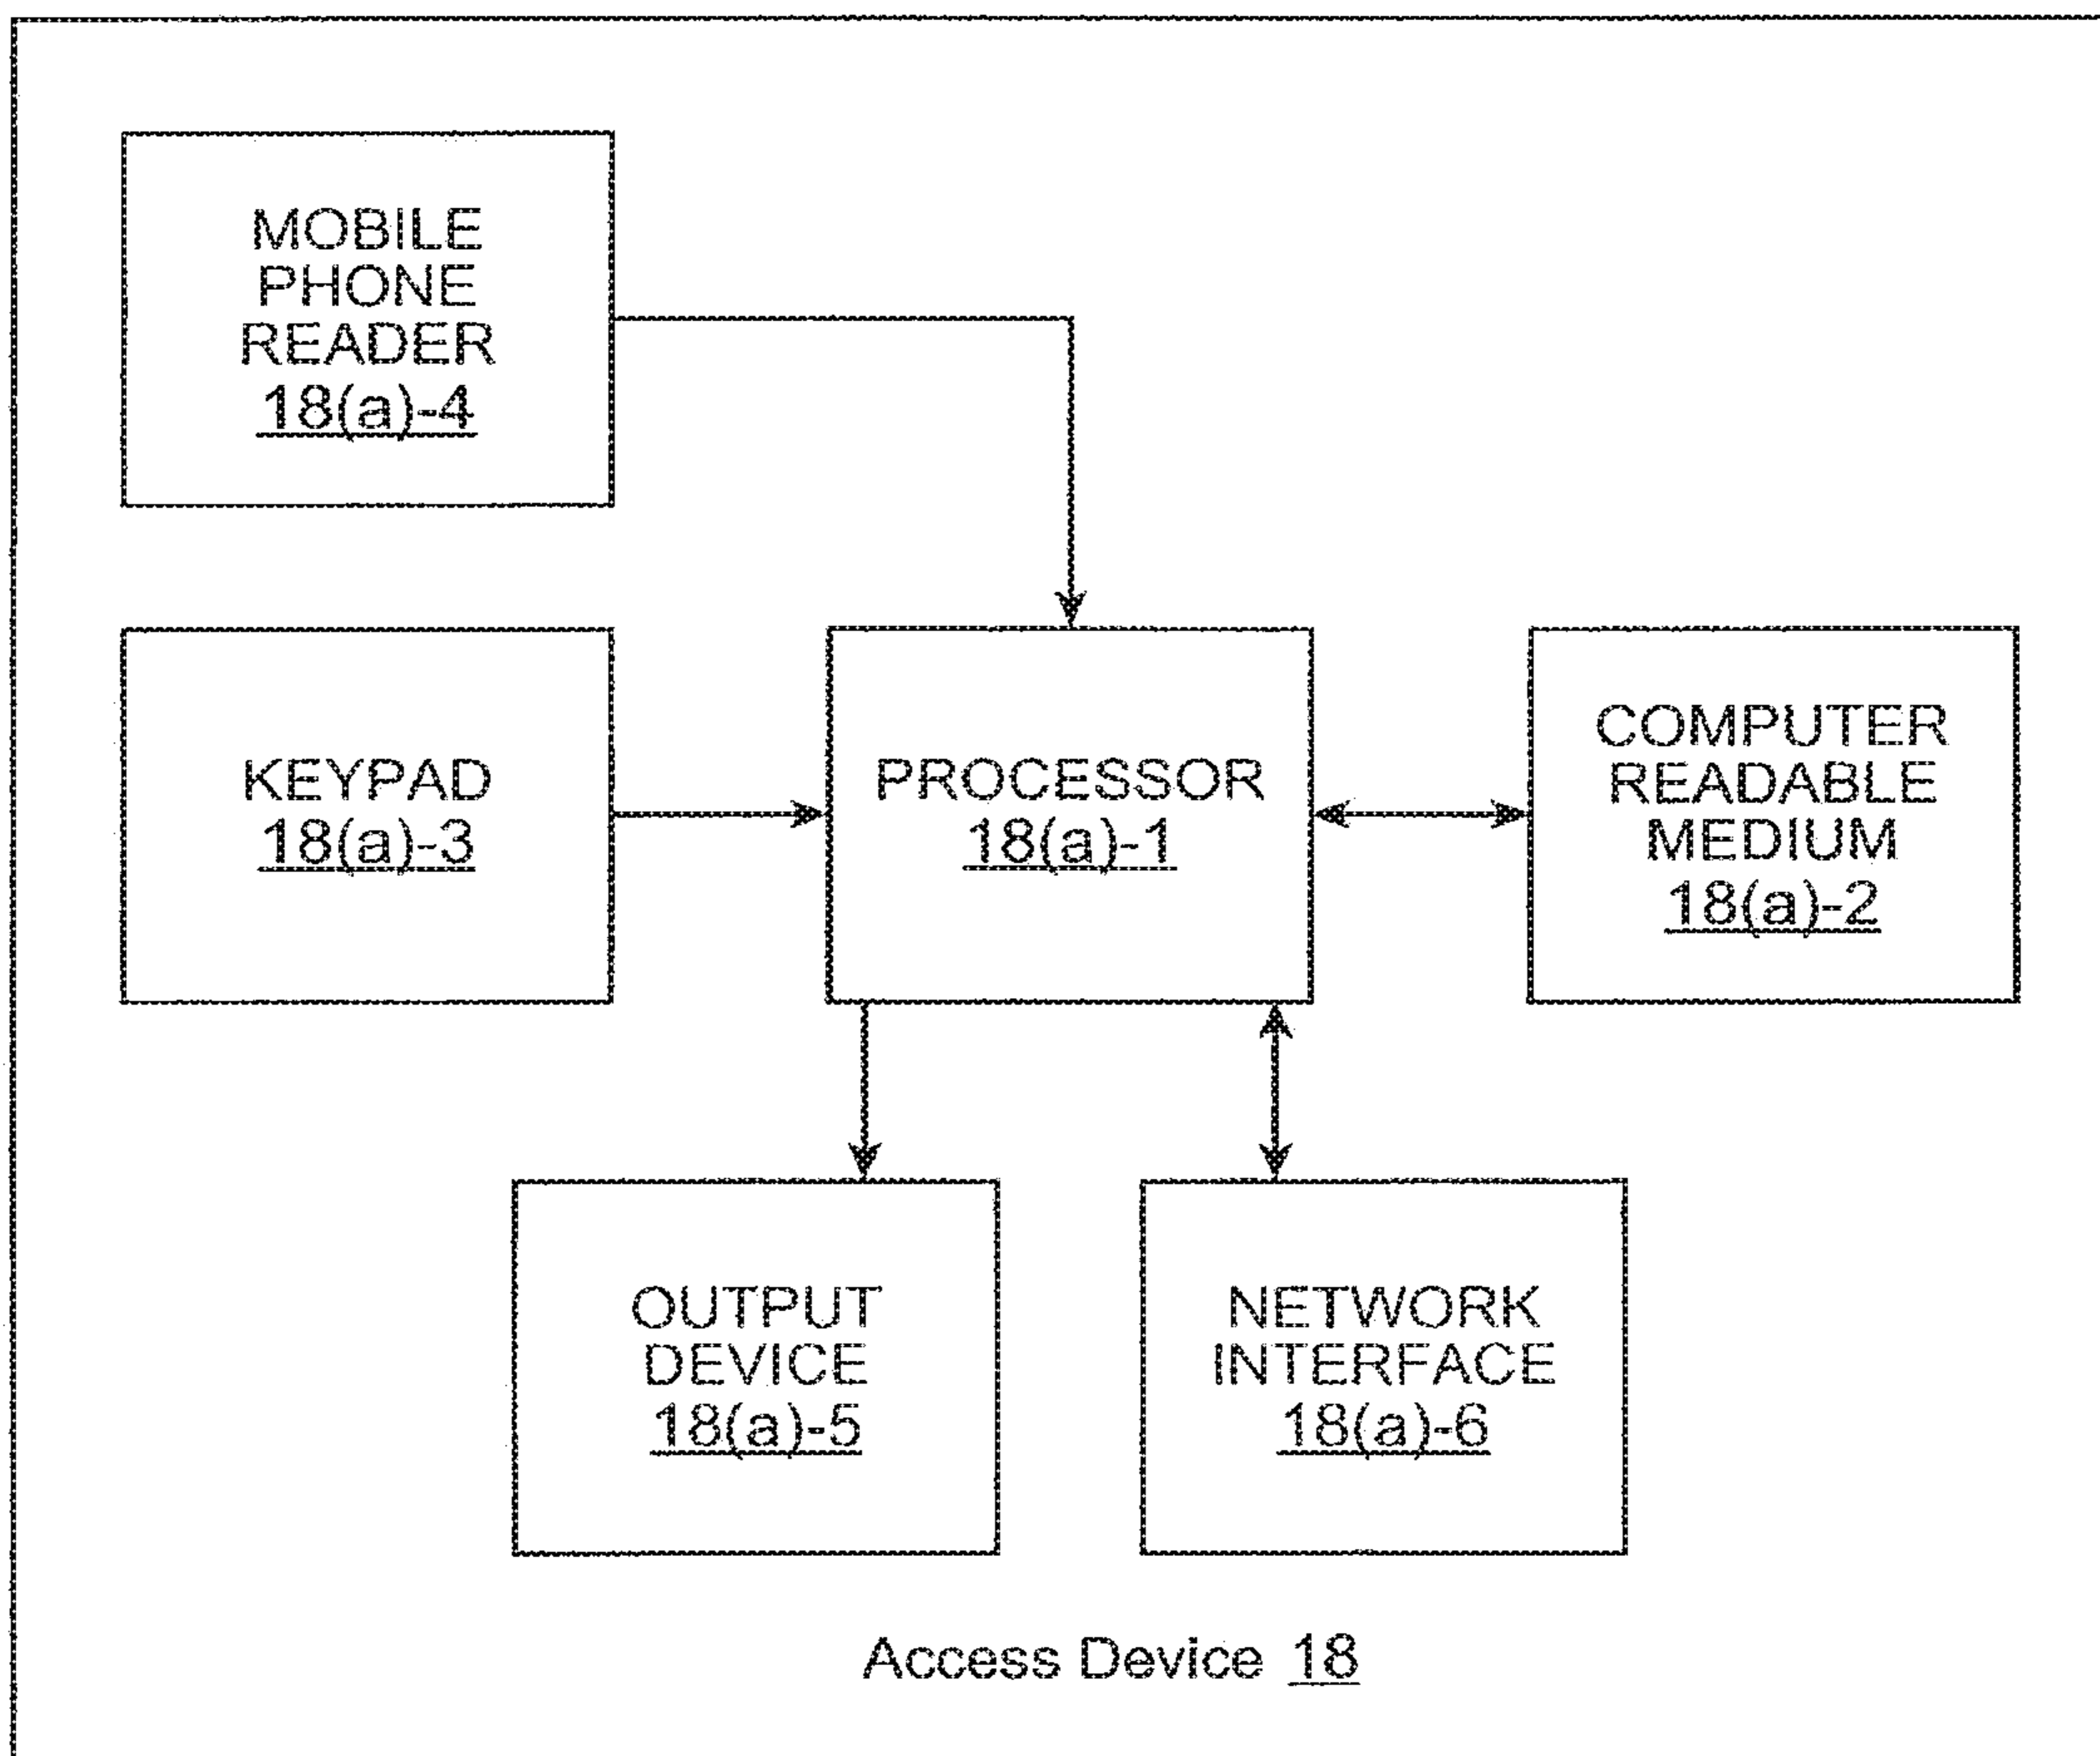 MOBILE
PHONE
READER
18(a)-4
KEYPAD
18(a)-3
PROCESSOR
18(a)-1
COMPUTER
READABLE
MEDIUM
18(a)-2
OUTPUT
DEVICE
18(a)-5
NETWORK
INTERFACE
18(a)-6
Access Device 18